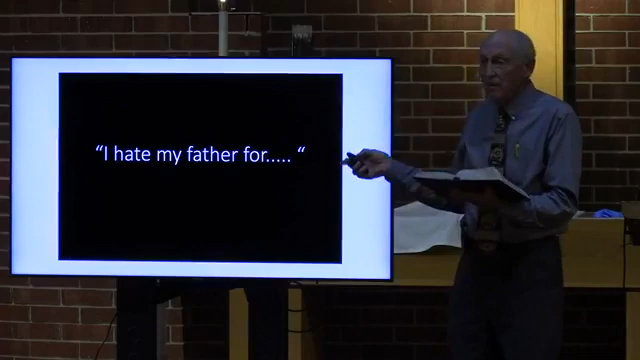 “I hate my father for..... “